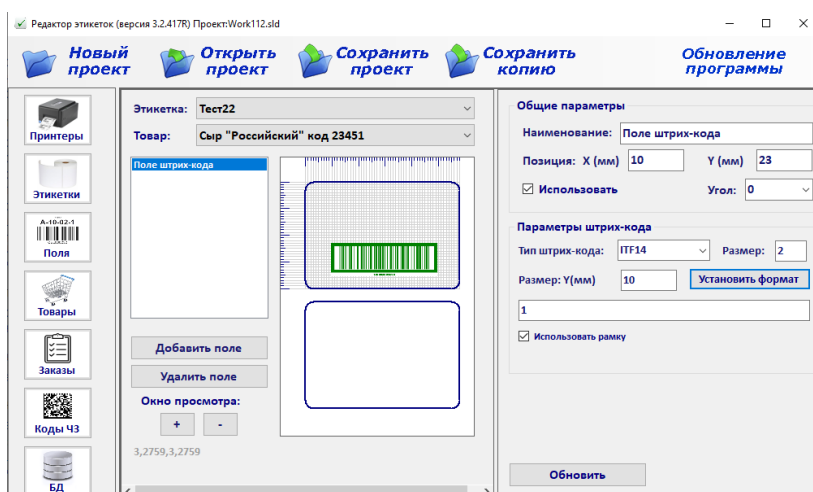 Редактор этикеток (версия 3.2.417R) Проект:Work112.sld
Новый проект
Открыть проект
Сохранить проект
Сохранить копию
Обновление программы
Принтеры
Этикетки
A-10-02-1
Поля
Товары
Заказы
Коды ЧЗ
БД
Этикетка: Тест22
Товар: Сыр "Российский" код 23451
Поле штрих-кода
Добавить поле
Удалить поле
Окно просмотра:
+ -
3,2759,3,2759
Общие параметры
Наименование: Поле штрих-кода
Позиция: X (мм) 10 Y (мм) 23
Использовать Угол: 0
Параметры штрих-кода
Тип штрих-кода: ITF14 Размер: 2
Размер: Y(мм) 10 Установить формат
1
Использовать рамку
Обновить